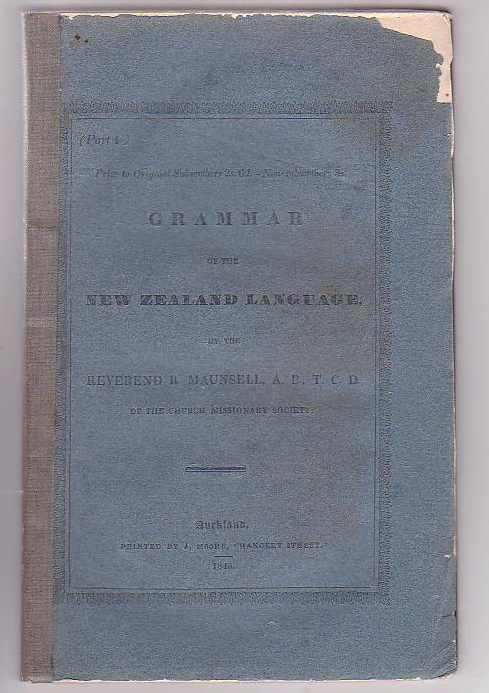 (Part 1.)
Price to Original Subscribers 2s. 6d. - Non-subscribers 3s.
GRAMMAR
OF THE
NEW ZEALAND LANGUAGE,
BY THE
REVEREND R. MAUNSELL, A. B., T. C. D.
OF THE CHURCH MISSIONARY SOCIETY.
Auckland,
PRINTED BY J. MOORE, "HANGERT STREET."